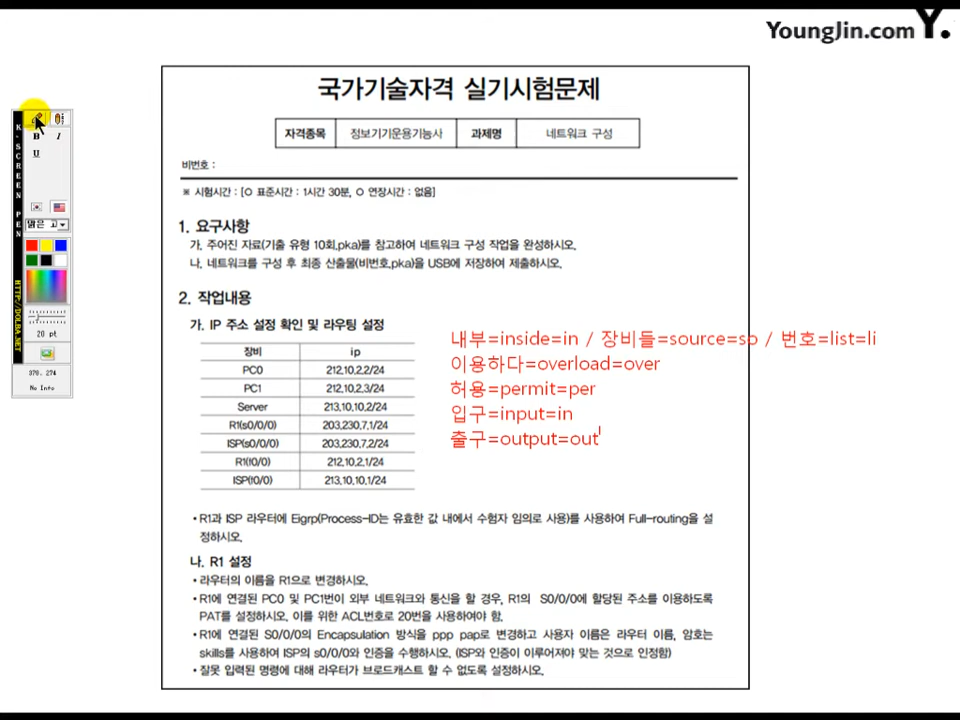 YoungJin.com Y.
국가기술자격 실기시험문제
자격종목 정보기기운용기능사 과제명 네트워크 구성
비번호 :
※ 시험시간 : [○ 표준시간 : 1시간 30분, ○ 연장시간 : 없음]
1. 요구사항
가. 주어진 자료(기출 유형 10회.pka)를 참고하여 네트워크 구성 작업을 완성하시오.
나. 네트워크를 구성 후 최종 산출물(비번호.pka)을 USB에 저장하여 제출하시오.
2. 작업내용
가. IP 주소 설정 확인 및 라우팅 설정
장비 ip
PC0 212.10.2.2/24
PC1 212.10.2.3/24
Server 213.10.10.2/24
R1(s0/0/0) 203.230.7.1/24
ISP(s0/0/0) 203.230.7.2/24
R1(f0/0) 212.10.2.1/24
ISP(f0/0) 213.10.10.1/24
내부=inside=in / 장비들=source=so / 번호=list=li
이용하다=overload=over
허용=permit=per
입구=input=in
출구=output=out
•R1과 ISP 라우터에 Eigrp(Process-ID는 유효한 값 내에서 수험자 임의로 사용)를 사용하여 Full-routing을 설
정하시오.
나. R1 설정
•라우터의 이름을 R1으로 변경하시오.
•R1에 연결된 PC0 및 PC1번이 외부 네트워크와 통신을 할 경우, R1의 S0/0/0에 할당된 주소를 이용하도록
PAT를 설정하시오. 이를 위한 ACL번호로 20번을 사용하여야 함.
•R1에 연결된 S0/0/0의 Encapsulation 방식을 ppp pap로 변경하고 사용자 이름은 라우터 이름, 암호는
skills를 사용하여 ISP의 s0/0/0와 인증을 수행하시오. (ISP와 인증이 이루어져야 맞는 것으로 인정함)
•잘못 입력된 명령에 대해 라우터가 브로드캐스트 할 수 없도록 설정하시오.
K-SCREEN PEN
HTTP://DOLBA.NET
B I
U
맑은 고
20 pt
370. 274
No Info